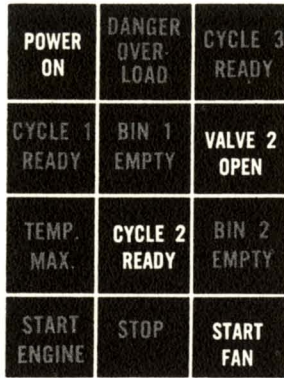 POWER
ON
DANGER
OVER-
LOAD
CYCLE 3
READY
CYCLE 1
READY
BIN 1
EMPTY
VALVE 2
OPEN
TEMP.
MAX.
CYCLE 2
READY
BIN 2
EMPTY
START
ENGINE
STOP
START
FAN